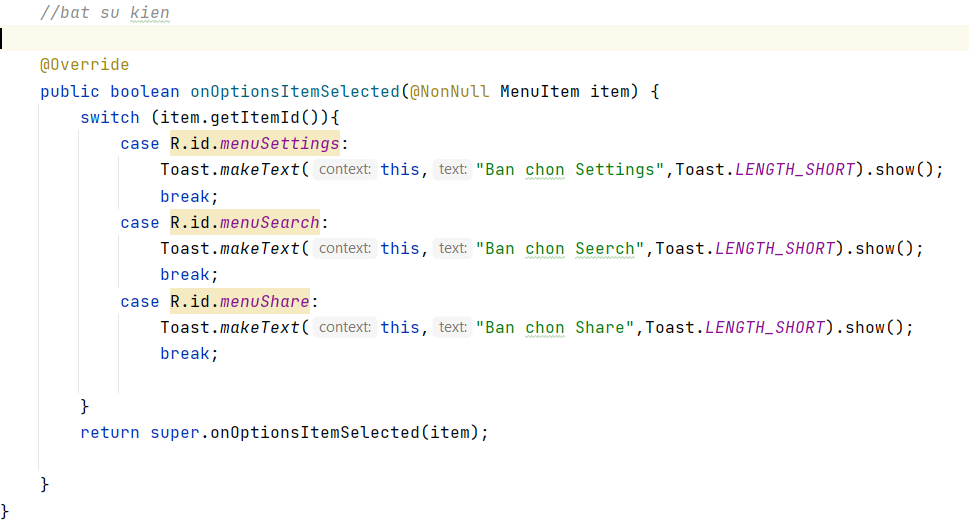 //bat su kien
@Override
public boolean onOptionsItemSelected(@NonNull MenuItem item) {
switch (item.getItemId()){
case R.id.menuSettings:
Toast.makeText( context: this, text: "Ban chon Settings",Toast.LENGTH_SHORT).show();
break;
case R.id.menuSearch:
Toast.makeText( context: this, text: "Ban chon Seerch",Toast.LENGTH_SHORT).show();
break;
case R.id.menuShare:
Toast.makeText( context: this, text: "Ban chon Share",Toast.LENGTH_SHORT).show();
break;
}
return super.onOptionsItemSelected(item);
}
}